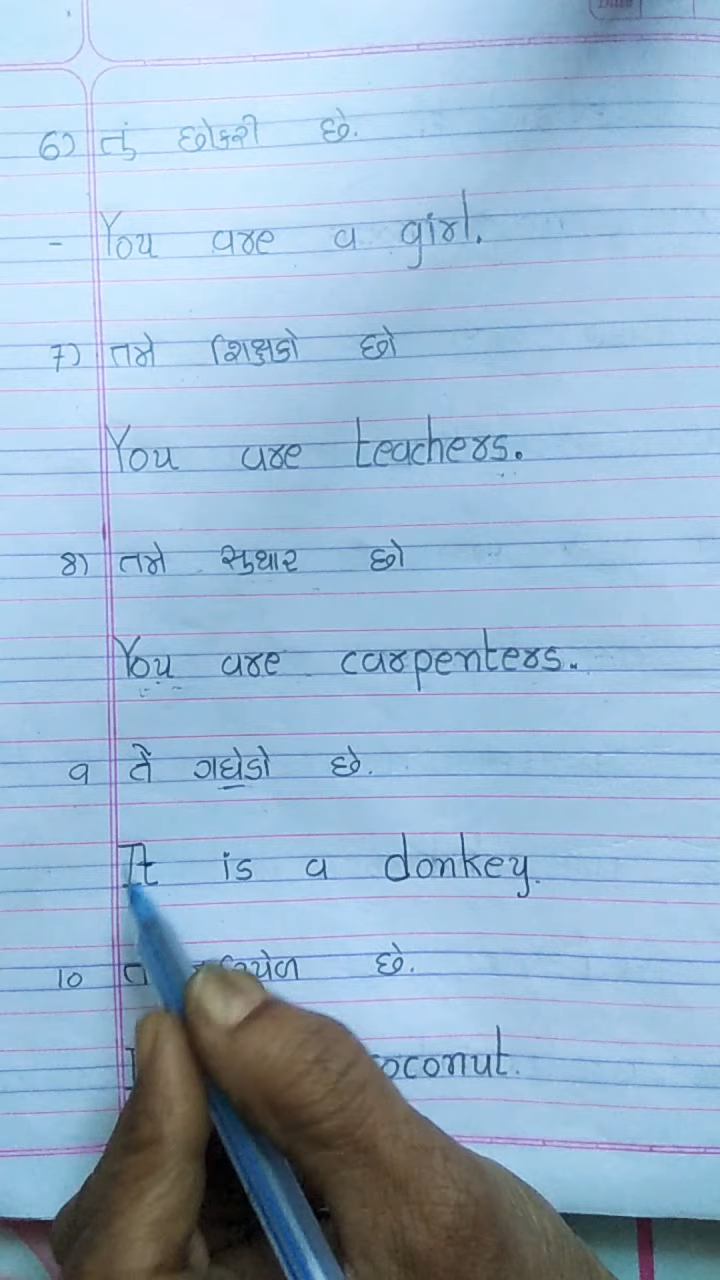 6) તું છોકરી છે.
- You are a girl.
7) તમે શિક્ષકો છો
You are teachers.
8) તમે સુથાર છો
You are carpenters.
9 તે ગધેડો છે.
It is a donkey.
10 છે.
coconut.